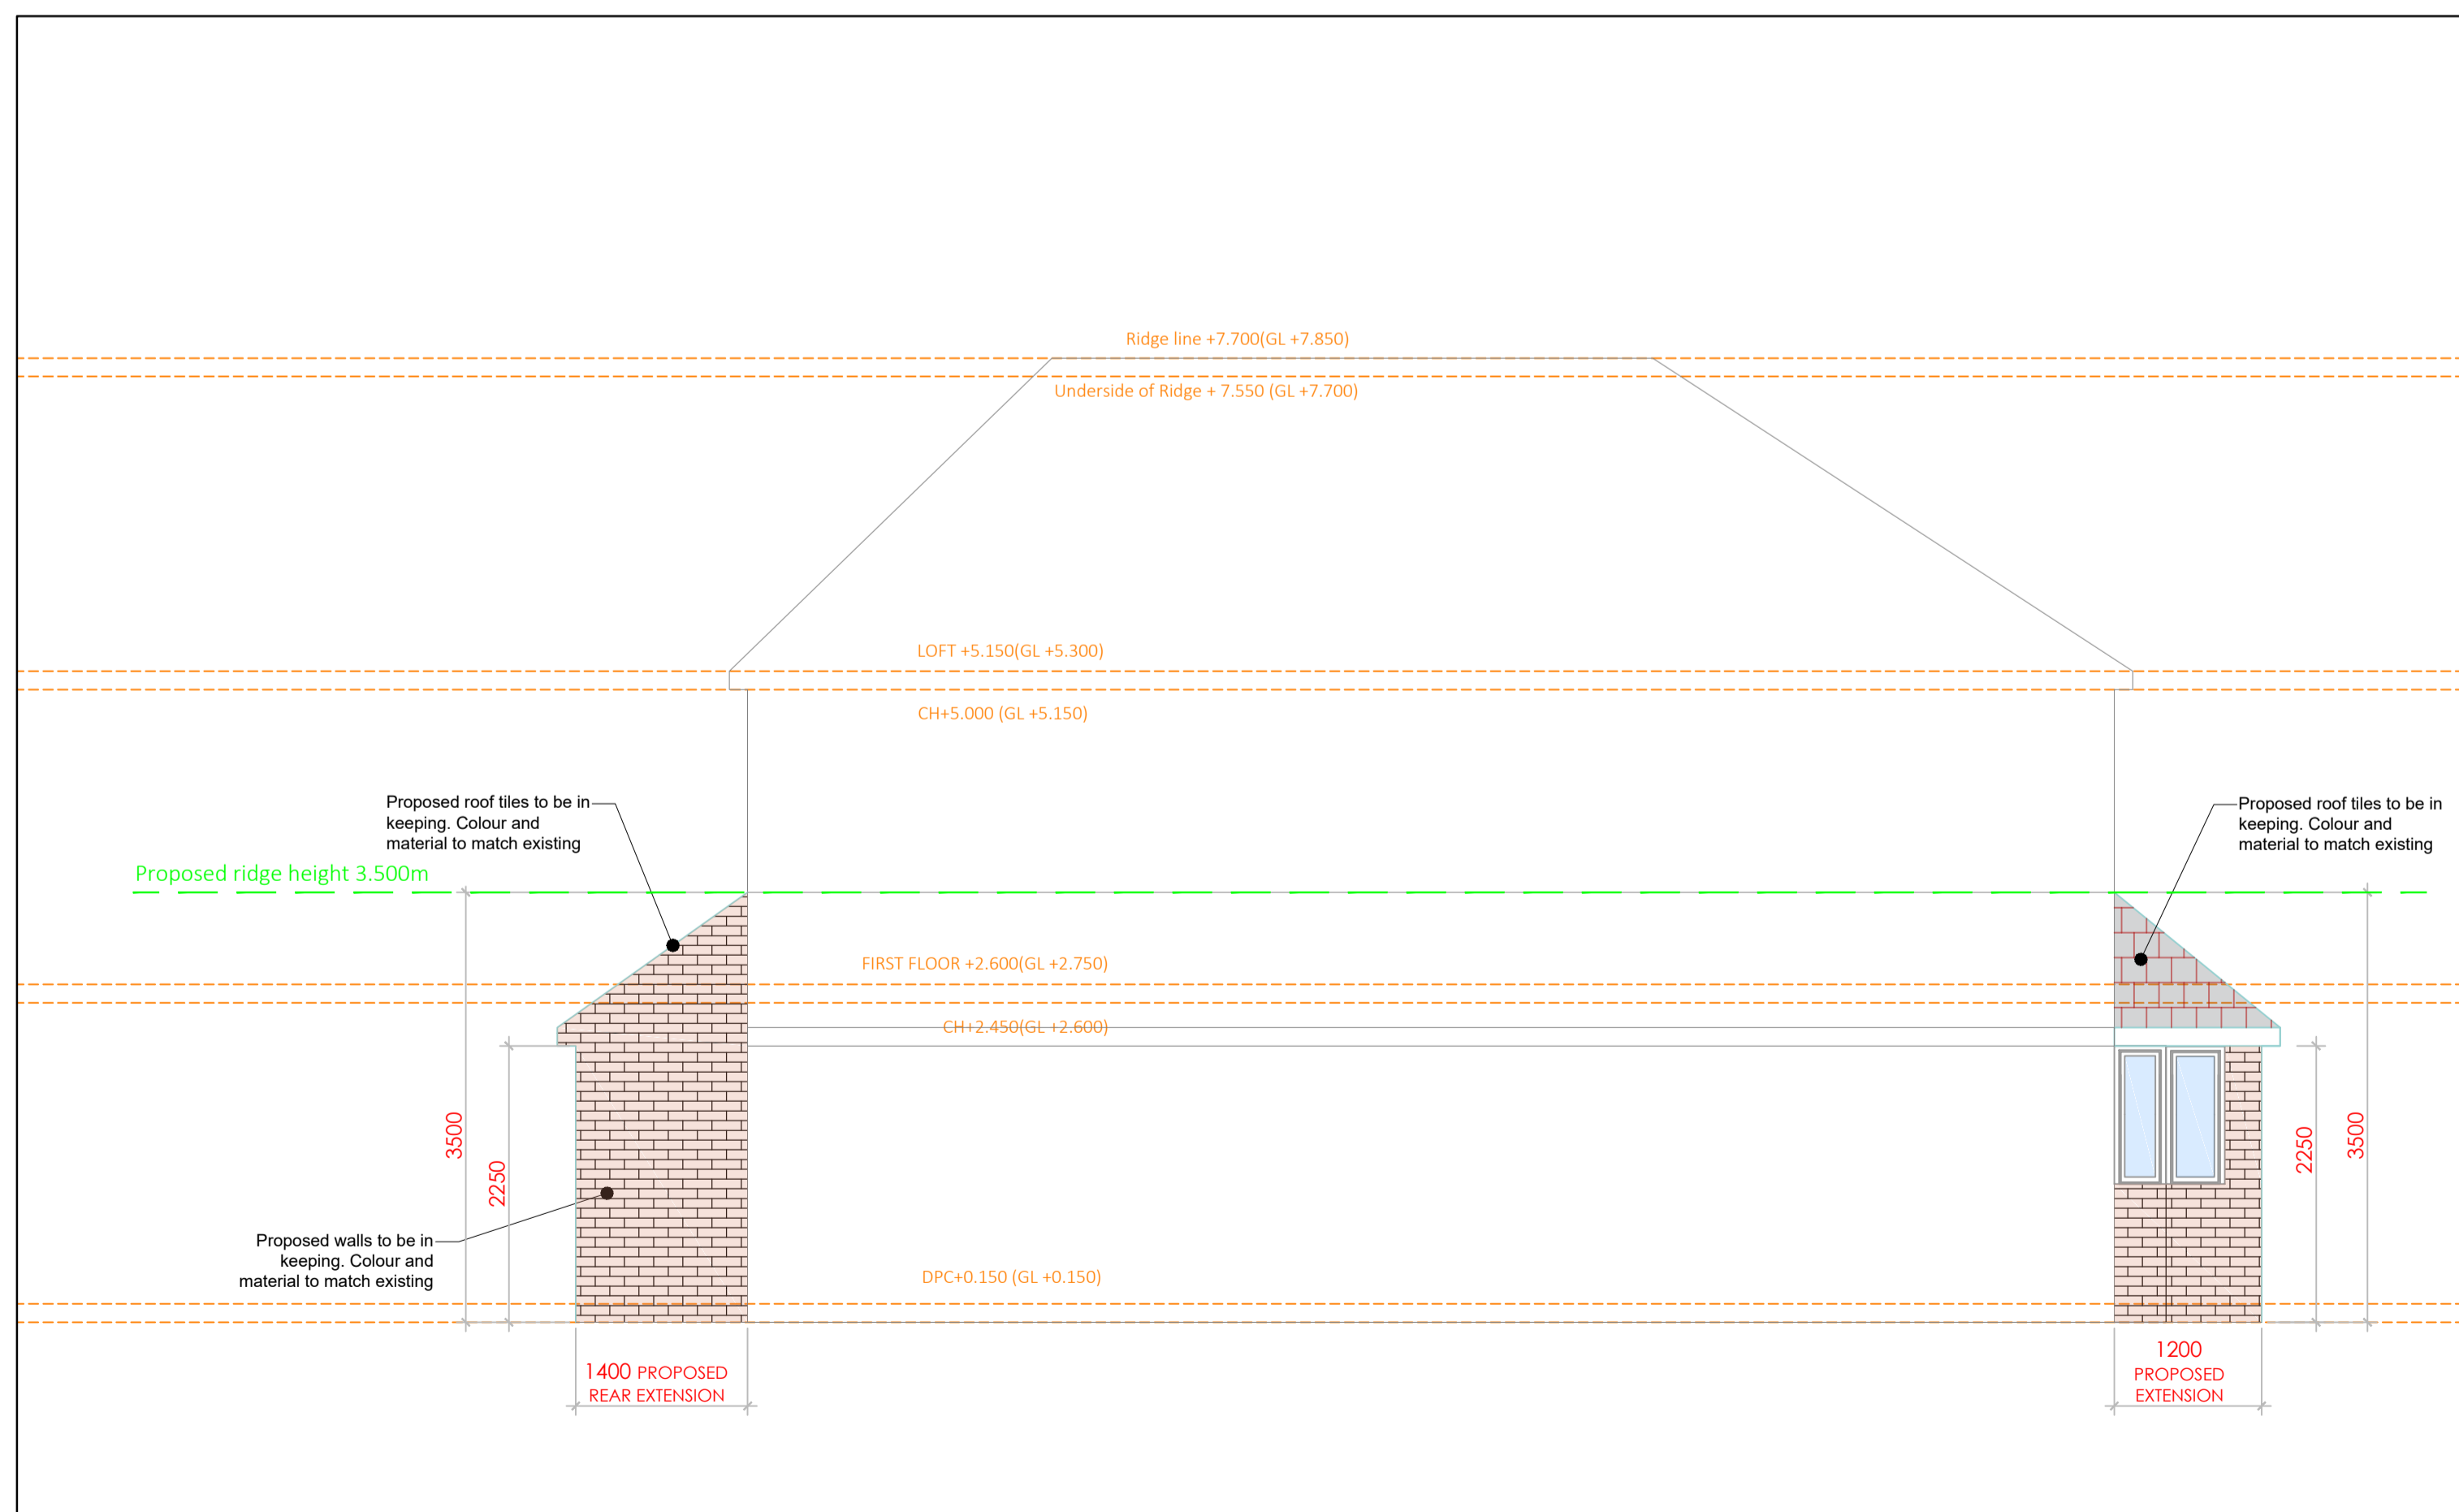 Ridge line +7.700(GL +7.850)
Underside of Ridge + 7.550 (GL +7.700)
LOFT +5.150(GL +5.300)
CH+5.000 (GL +5.150)
Proposed roof tiles to be in
keeping. Colour and
material to match existing
Proposed roof tiles to be in
keeping. Colour and
material to match existing
Proposed ridge height 3.500m
FIRST FLOOR +2.600(GL +2.750)
CH+2.450(GL +2.600)
3500
2250
2250
3500
Proposed walls to be in
keeping. Colour and
material to match existing
DPC+0.150 (GL +0.150)
1400 PROPOSED
REAR EXTENSION
1200
PROPOSED
EXTENSION